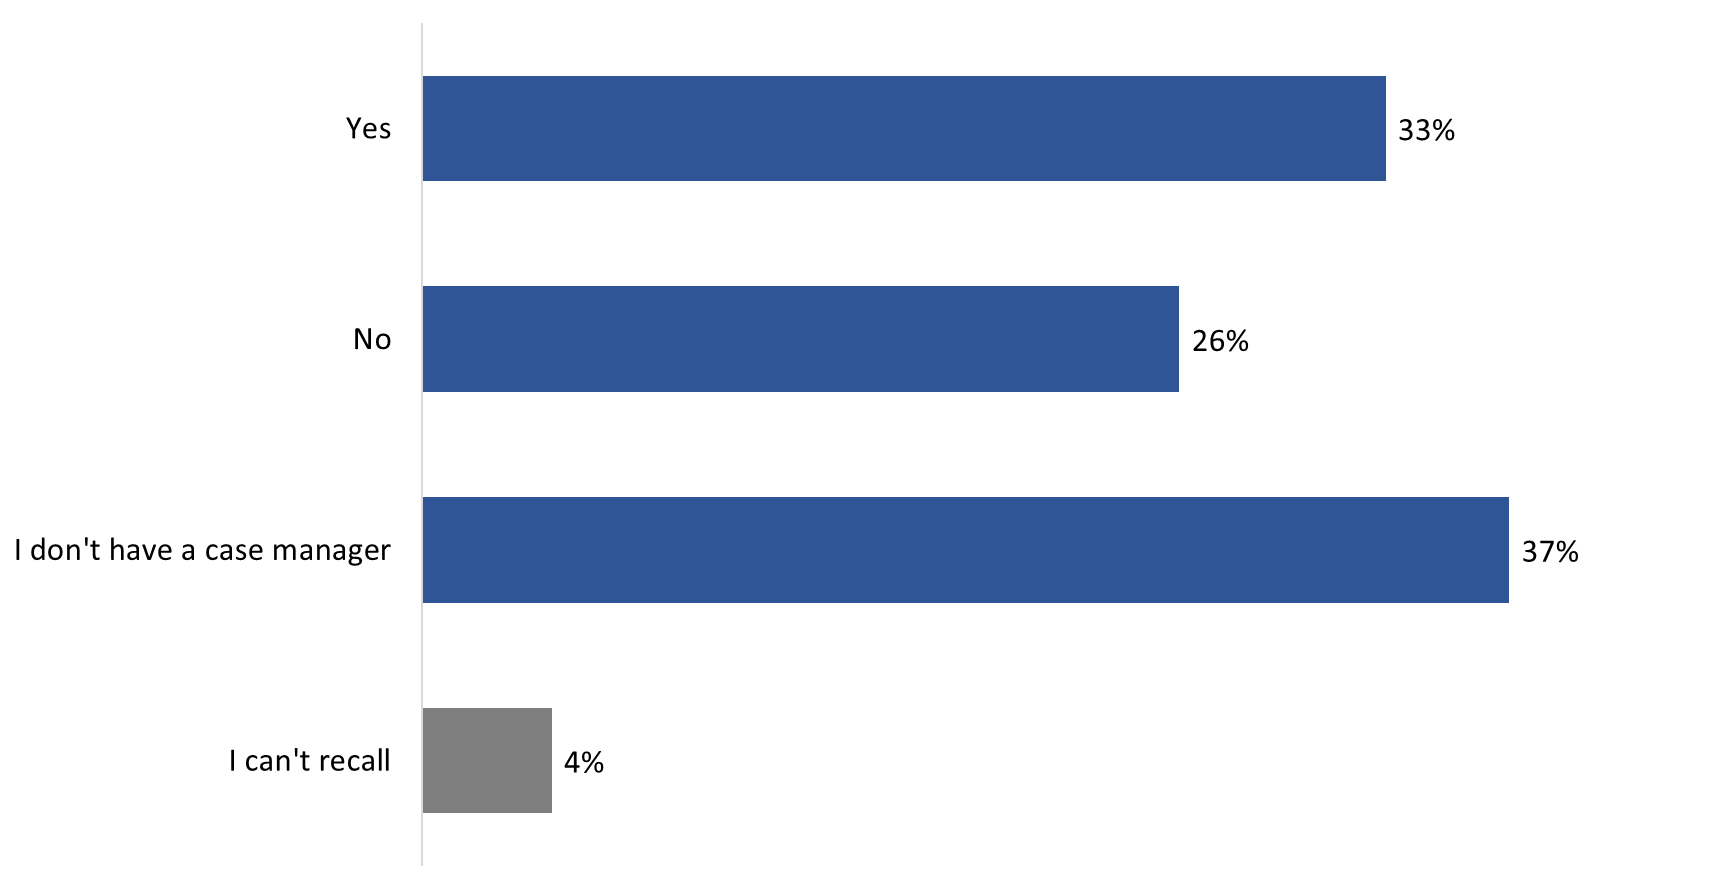 Yes 33%
No 26%
I don't have a case manager 37%
I can't recall 4%